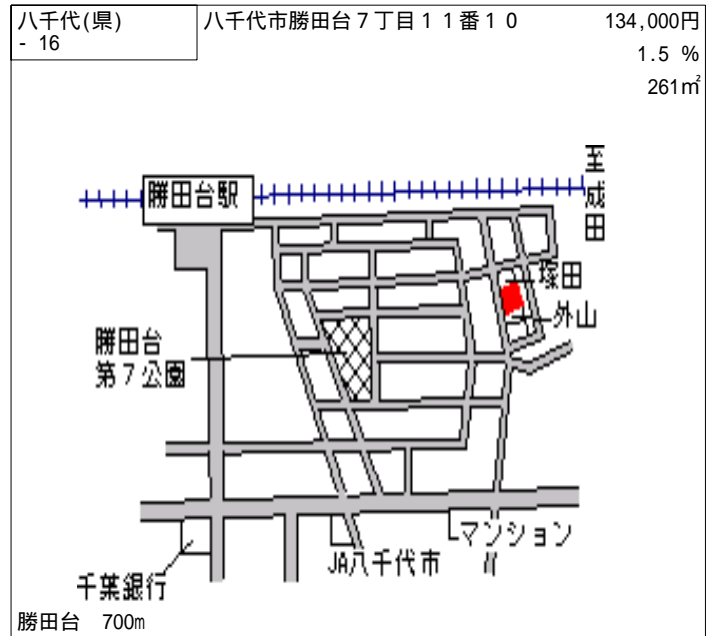 八千代(県)
- 16
八千代市勝田台７丁目１１番１０
134,000円
1.5 %
261㎡
至成田
勝田台駅
塚田
外山
勝田台
第７公園
マンション
JA八千代市
千葉銀行
勝田台 700m